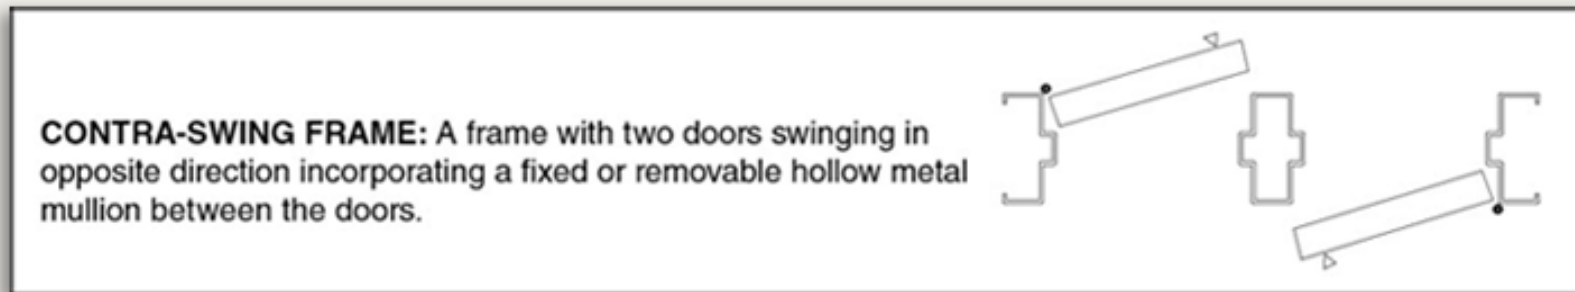 CONTRA-SWING FRAME: A frame with two doors swinging in
opposite direction incorporating a fixed or removable hollow metal
mullion between the doors.